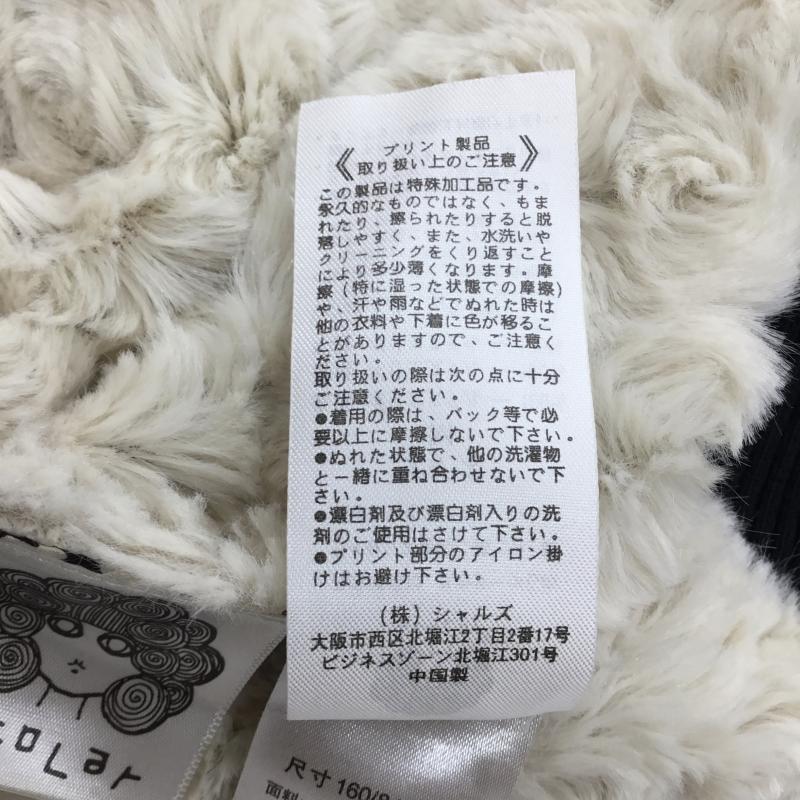 プリント製品
《取り扱い上のご注意》
この製品は特殊加工品です。
永久的なものではなく、もま
れたり、擦られたりすると脱
落しやすく、また、水洗いや
クリーニングをくり返すこと
により多少薄くなります。摩
擦(特に湿った状態での摩擦)
や、汗や雨などでぬれた時は
他の衣料や下着に色が移るこ
とがありますので、ご注意く
ださい。
取り扱いの際は次の点に十分
ご注意ください。
●着用の際は、バック等で必
要以上に摩擦しないで下さい。
●ぬれた状態で、他の洗濯物
と一緒に重ね合わせないで下
さい。
●漂白剤及び漂白剤入りの洗
剤のご使用はさけて下さい。
●プリント部分のアイロン掛
けはお避け下さい。
(株)シャルズ
大阪市西区北堀江2丁目2番17号
ビジネスゾーン北堀江301号
中国製
coLar
尺寸 160/8
面料